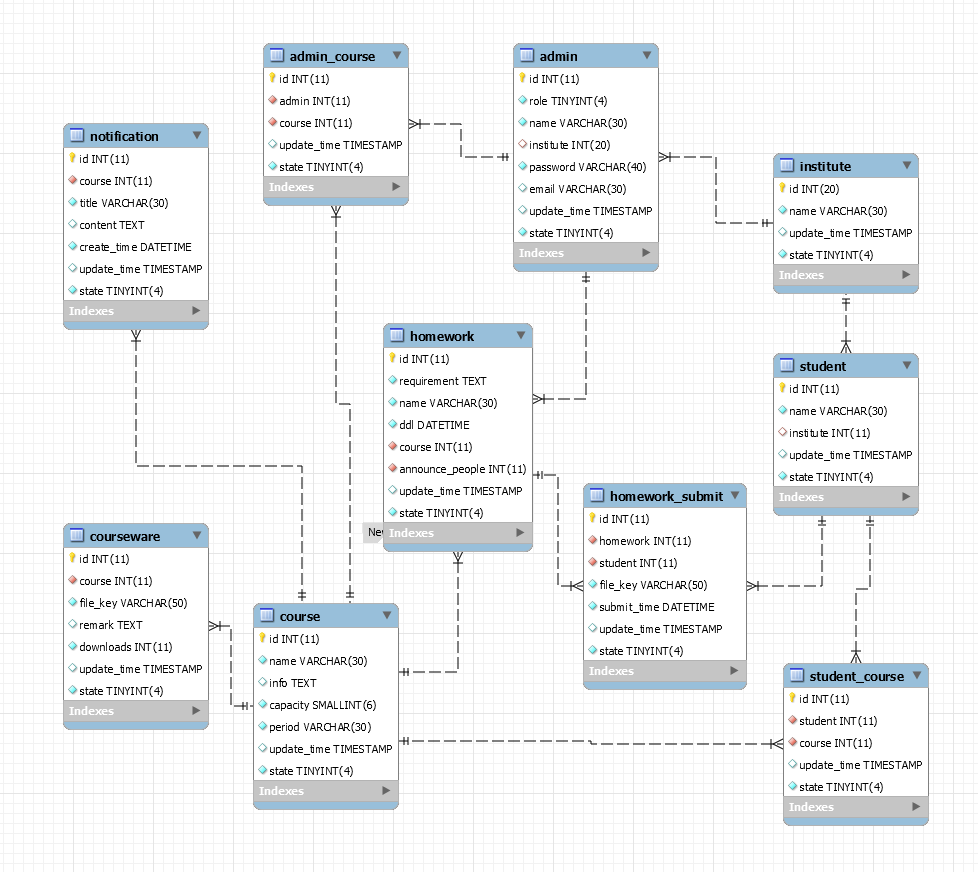 admin_course
id INT(11)
admin INT(11)
course INT(11)
update_time TIMESTAMP
state TINYINT(4)
Indexes
admin
id INT(11)
role TINYINT(4)
name VARCHAR(30)
institute INT(20)
password VARCHAR(40)
email VARCHAR(30)
update_time TIMESTAMP
state TINYINT(4)
Indexes
notification
id INT(11)
course INT(11)
title VARCHAR(30)
content TEXT
create_time DATETIME
update_time TIMESTAMP
state TINYINT(4)
Indexes
institute
id INT(20)
name VARCHAR(30)
update_time TIMESTAMP
state TINYINT(4)
Indexes
homework
id INT(11)
requirement TEXT
name VARCHAR(30)
ddl DATETIME
course INT(11)
announce_people INT(11)
update_time TIMESTAMP
state TINYINT(4)
Indexes
student
id INT(11)
name VARCHAR(30)
institute INT(11)
update_time TIMESTAMP
state TINYINT(4)
Indexes
homework_submit
id INT(11)
homework INT(11)
student INT(11)
file_key VARCHAR(50)
submit_time DATETIME
update_time TIMESTAMP
state TINYINT(4)
Indexes
courseware
id INT(11)
course INT(11)
file_key VARCHAR(50)
remark TEXT
downloads INT(11)
update_time TIMESTAMP
state TINYINT(4)
Indexes
course
id INT(11)
name VARCHAR(30)
info TEXT
capacity SMALLINT(6)
period VARCHAR(30)
update_time TIMESTAMP
state TINYINT(4)
Indexes
student_course
id INT(11)
student INT(11)
course INT(11)
update_time TIMESTAMP
state TINYINT(4)
Indexes